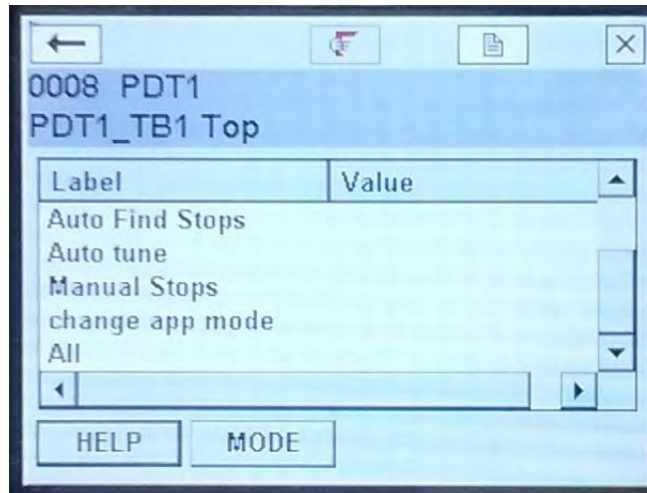 0008 PDT1
PDT1_TB1 Top
Label Value
Auto Find Stops
Auto tune
Manual Stops
change app mode
All
HELP MODE